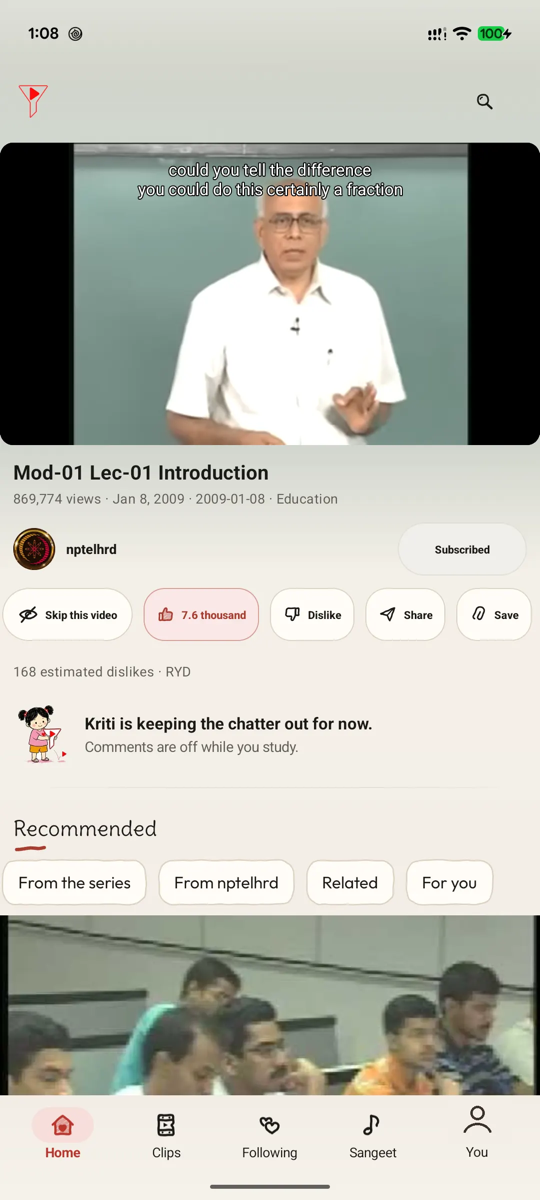 1:08
100
could you tell the difference
you could do this certainly a fraction
Mod-01 Lec-01 Introduction
869,774 views · Jan 8, 2009 · 2009-01-08 · Education
nptelhrd
Subscribed
Skip this video
7.6 thousand
Dislike
Share
Save
168 estimated dislikes · RYD
Kriti is keeping the chatter out for now.
Comments are off while you study.
Recommended
From the series
From nptelhrd
Related
For you
Home
Clips
Following
Sangeet
You